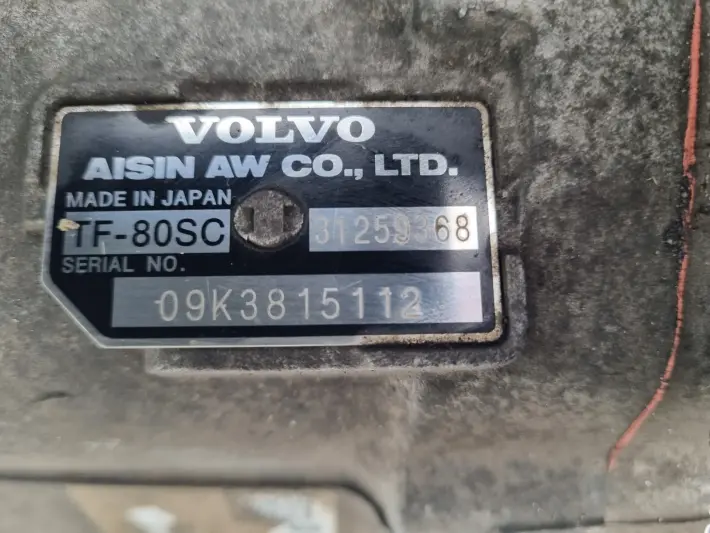 VOLVO
AISIN AW CO., LTD.
MADE IN JAPAN
TF-80SC
SERIAL NO.
09K3815112